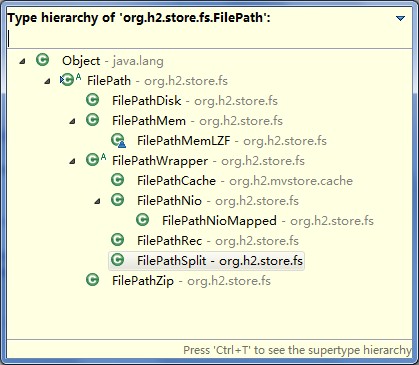 Type hierarchy of 'org.h2.store.fs.FilePath':
Object - java.lang
A FilePath - org.h2.store.fs
FilePathDisk - org.h2.store.fs
FilePathMem - org.h2.store.fs
FilePathMemLZF - org.h2.store.fs
A FilePathWrapper - org.h2.store.fs
FilePathCache - org.h2.mvstore.cache
FilePathNio - org.h2.store.fs
FilePathNioMapped - org.h2.store.fs
FilePathRec - org.h2.store.fs
FilePathSplit - org.h2.store.fs
FilePathZip - org.h2.store.fs
Press 'Ctrl+T' to see the supertype hierarchy